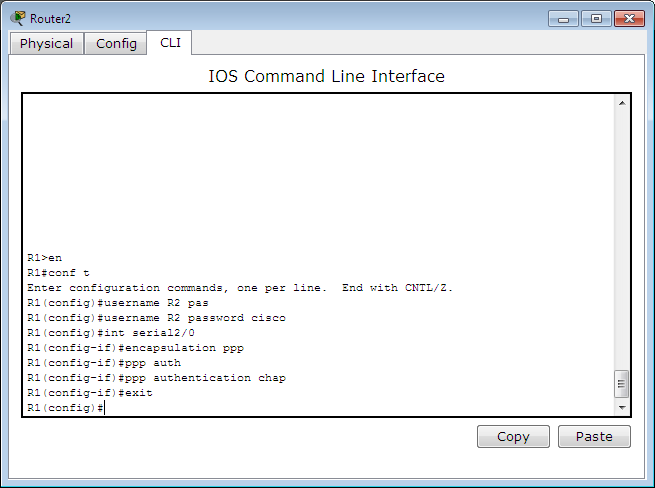 Router2
Physical Config CLI
IOS Command Line Interface
R1>en
R1#conf t
Enter configuration commands, one per line.  End with CNTL/Z.
R1(config)#username R2 pas
R1(config)#username R2 password cisco
R1(config)#int serial2/0
R1(config-if)#encapsulation ppp
R1(config-if)#ppp auth
R1(config-if)#ppp authentication chap
R1(config-if)#exit
R1(config)#
Copy Paste